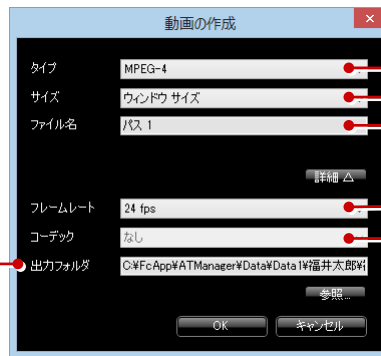 動画の作成
タイプ MPEG-4
サイズ ウィンドウ サイズ
ファイル名 パス 1
詳細 △
フレームレート 24 fps
コーデック なし
出力フォルダ C:¥FcApp¥ATManager¥Data¥Data1¥福井太郎¥
参照...
OK キャンセル